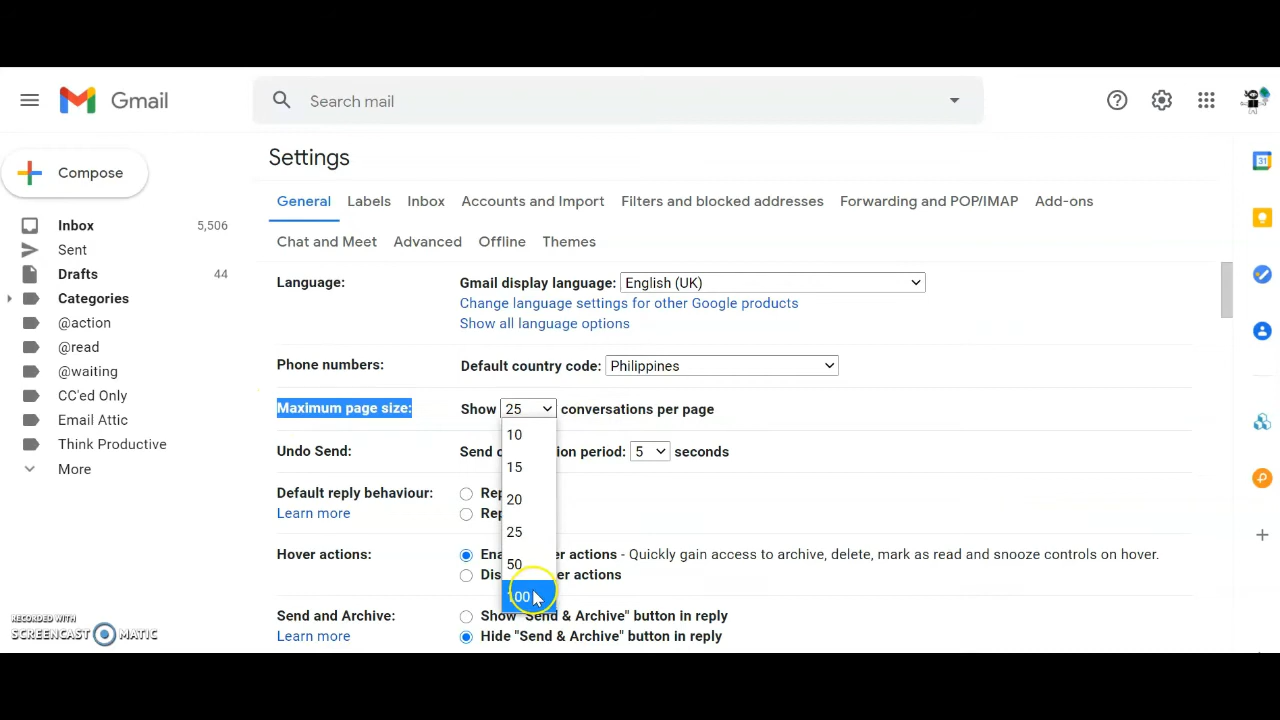 Gmail
Search mail
Compose
Inbox 5,506
Sent
Drafts 44
Categories
@action
@read
@waiting
CC'ed Only
Email Attic
Think Productive
More
Settings
General Labels Inbox Accounts and Import Filters and blocked addresses Forwarding and POP/IMAP Add-ons
Chat and Meet Advanced Offline Themes
Language: Gmail display language: English (UK)
Change language settings for other Google products
Show all language options
Phone numbers: Default country code: Philippines
Maximum page size: Show 25 conversations per page
10
15
20
25
50
100
Undo Send: Send period: 5 seconds
Default reply behaviour:
Learn more
Hover actions: actions - Quickly gain access to archive, delete, mark as read and snooze controls on hover.
actions
Send and Archive: Show "Send & Archive" button in reply
Learn more Hide "Send & Archive" button in reply
31
RECORDED WITH
SCREENCAST MATIC